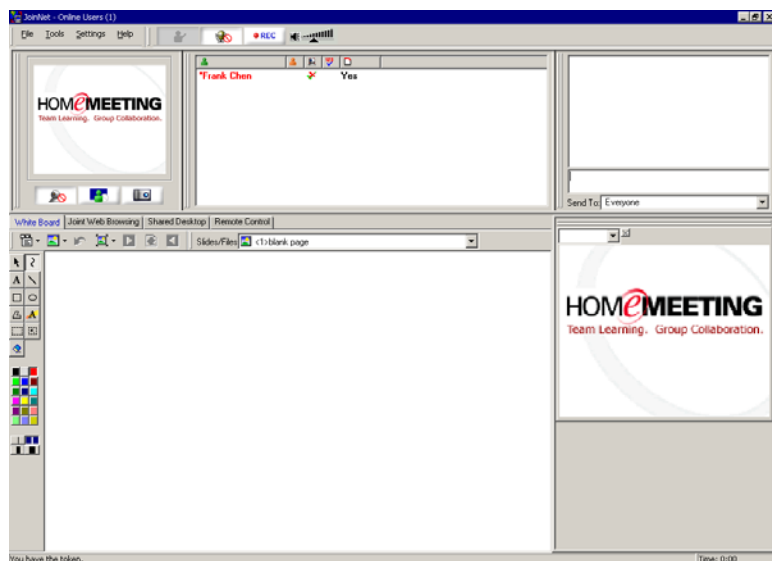 JoinNet - Online Users (1)
File Tools Settings Help
REC
HOMeMEETING
Team Learning. Group Collaboration.
*Frank Chen Yes
Send To: Everyone
White Board Joint Web Browsing Shared Desktop Remote Control
Slides/Files <1>blank page
A
A
HOMeMEETING
Team Learning. Group Collaboration.
You have the token. Time: 0:00